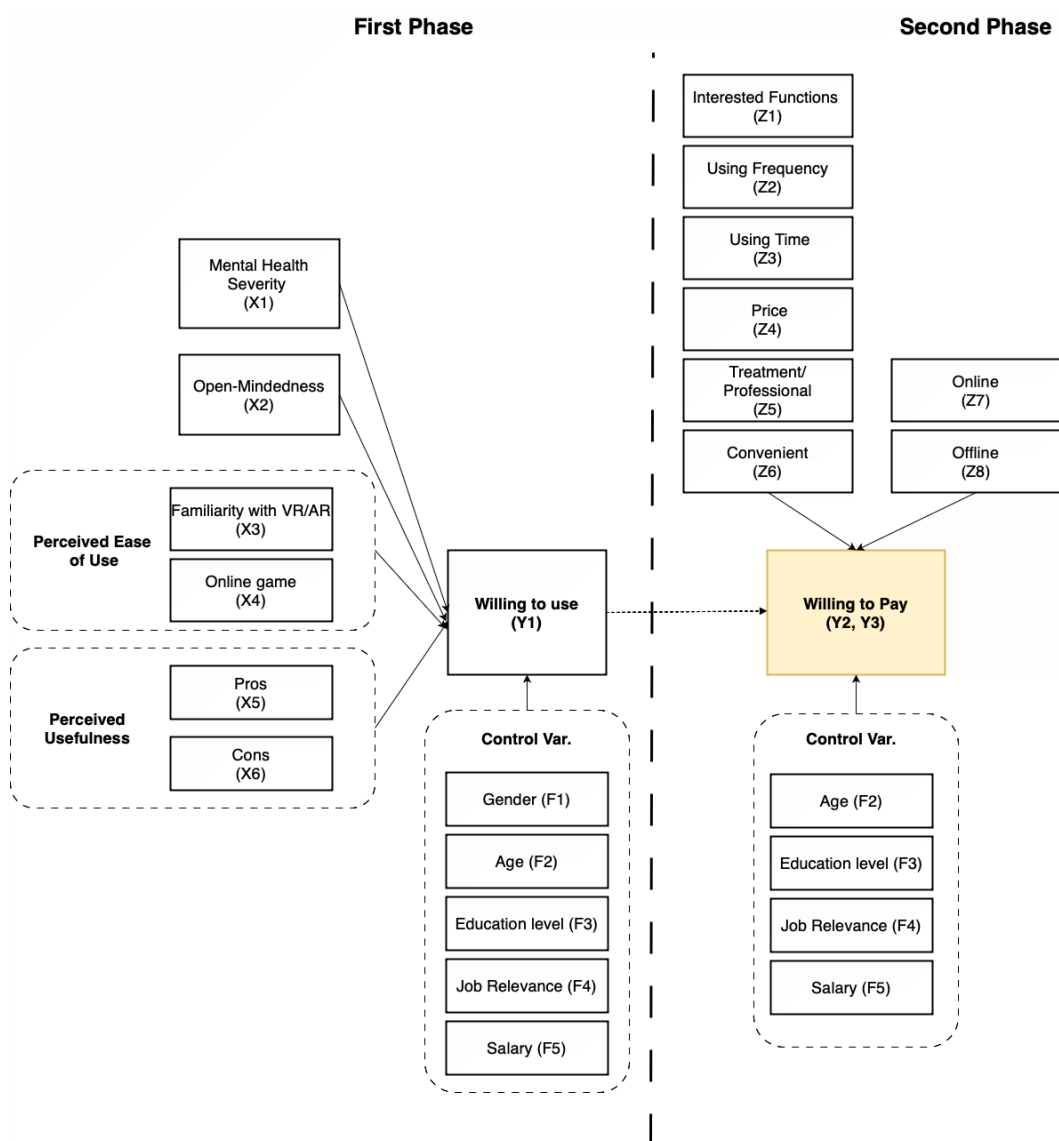 First Phase
Second Phase
Interested Functions
(Z1)
Using Frequency
(Z2)
Using Time
(Z3)
Price
(Z4)
Treatment/
Professional
(Z5)
Convenient
(Z6)
Online
(Z7)
Offline
(Z8)
Mental Health
Severity
(X1)
Open-Mindedness
(X2)
Perceived Ease
of Use
Familiarity with VR/AR
(X3)
Online game
(X4)
Perceived
Usefulness
Pros
(X5)
Cons
(X6)
Willing to use
(Y1)
Willing to Pay
(Y2, Y3)
Control Var.
Gender (F1)
Age (F2)
Education level (F3)
Job Relevance (F4)
Salary (F5)
Control Var.
Age (F2)
Education level (F3)
Job Relevance (F4)
Salary (F5)